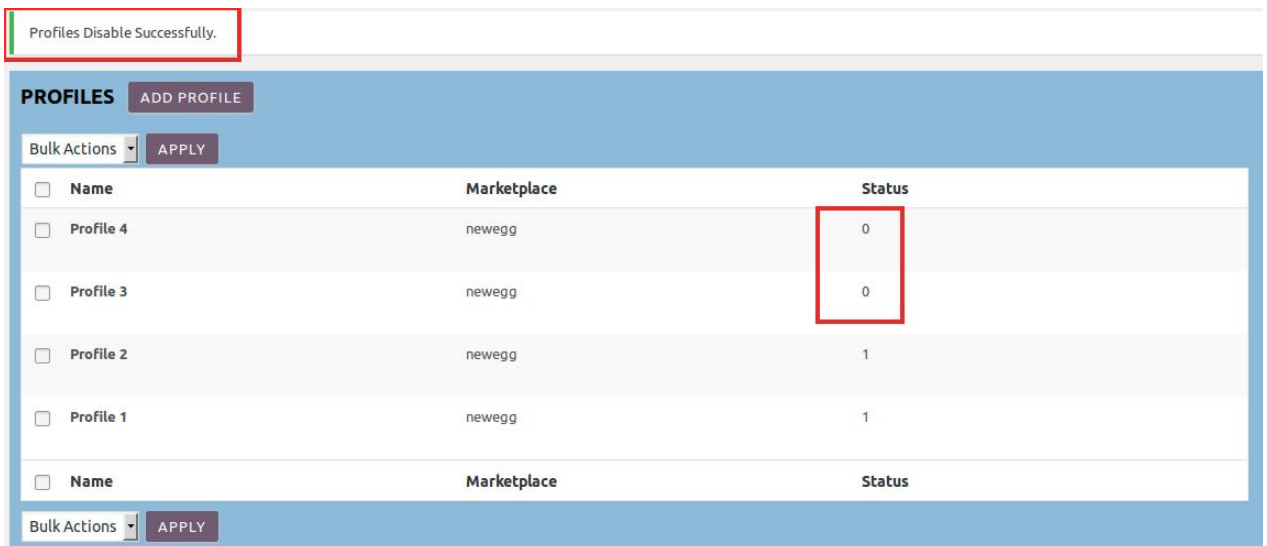 Profiles Disable Successfully.
PROFILES ADD PROFILE
Bulk Actions APPLY
Name Marketplace Status
Profile 4 newegg 0
Profile 3 newegg 0
Profile 2 newegg 1
Profile 1 newegg 1
Name Marketplace Status
Bulk Actions APPLY